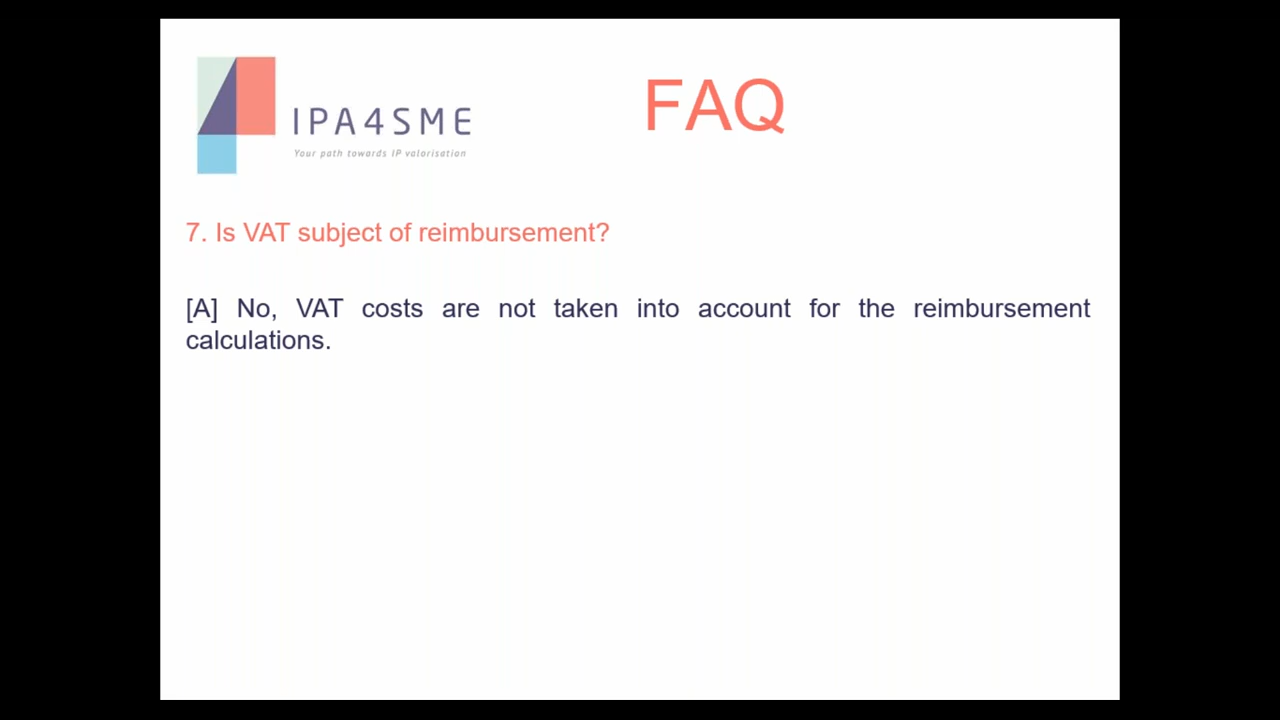 IPA4SME
Your path towards IP valorisation
FAQ
7. Is VAT subject of reimbursement?
[A] No, VAT costs are not taken into account for the reimbursement
calculations.